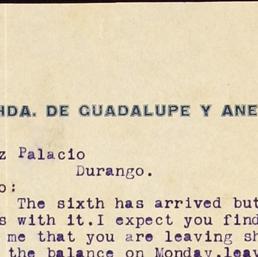 HDA. DE GUADALUPE Y ANE
z Palacio
Durango.
o:
The sixth has arrived but
s with it.I expect you find
me that you are leaving sh
the balance on Monday,leav